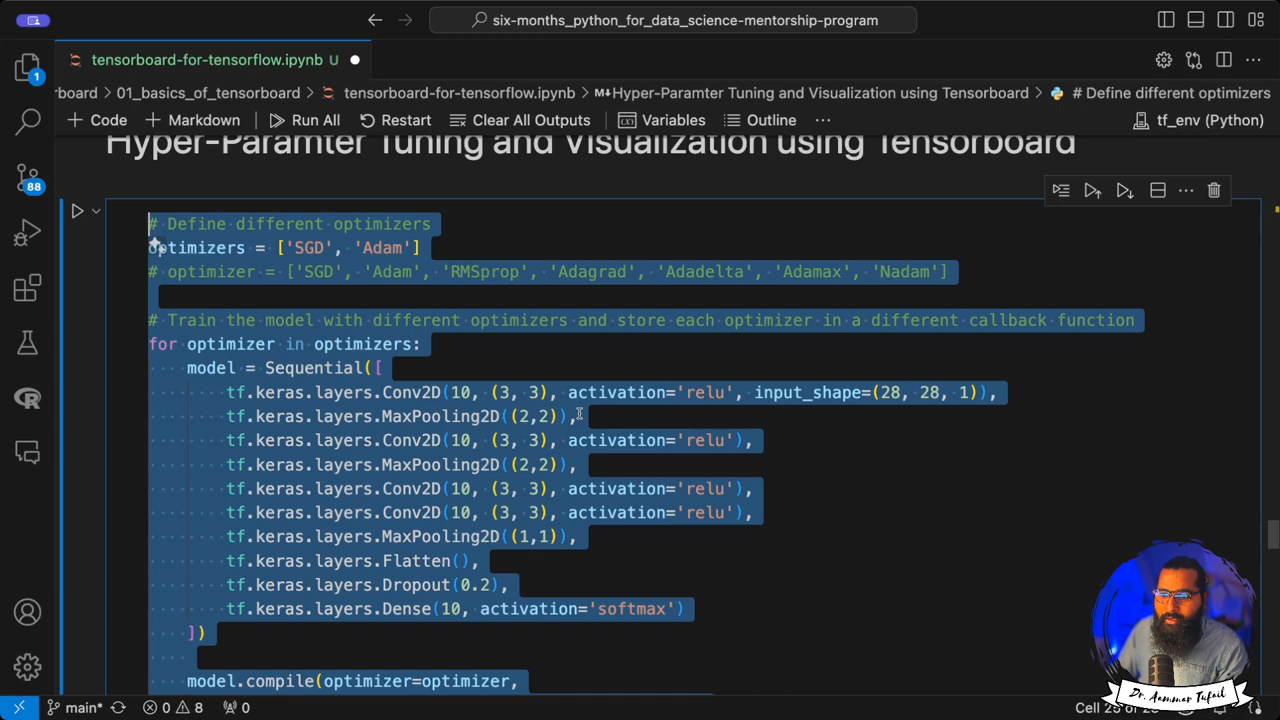 six-months_python_for_data_science-mentorship-program
tensorboard-for-tensorflow.ipynb U
board > 01_basics_of_tensorboard > tensorboard-for-tensorflow.ipynb > Hyper-Paramter Tuning and Visualization using Tensorboard > # Define different optimizers
+ Code + Markdown Run All Restart Clear All Outputs Variables Outline ... tf_env (Python)
Hyper-Paramter Tuning and Visualization using Tensorboard
# Define different optimizers
optimizers = ['SGD', 'Adam']
# optimizer = ['SGD', 'Adam', 'RMSprop', 'Adagrad', 'Adadelta', 'Adamax', 'Nadam']
# Train the model with different optimizers and store each optimizer in a different callback function
for optimizer in optimizers:
model = Sequential([
tf.keras.layers.Conv2D(10, (3, 3), activation='relu', input_shape=(28, 28, 1)),
tf.keras.layers.MaxPooling2D((2,2)),
tf.keras.layers.Conv2D(10, (3, 3), activation='relu'),
tf.keras.layers.MaxPooling2D((2,2)),
tf.keras.layers.Conv2D(10, (3, 3), activation='relu'),
tf.keras.layers.Conv2D(10, (3, 3), activation='relu'),
tf.keras.layers.MaxPooling2D((1,1)),
tf.keras.layers.Flatten(),
tf.keras.layers.Dropout(0.2),
tf.keras.layers.Dense(10, activation='softmax')
])
model.compile(optimizer=optimizer,
1
88
main* 0 8 0
Dr. Aammar Tufail